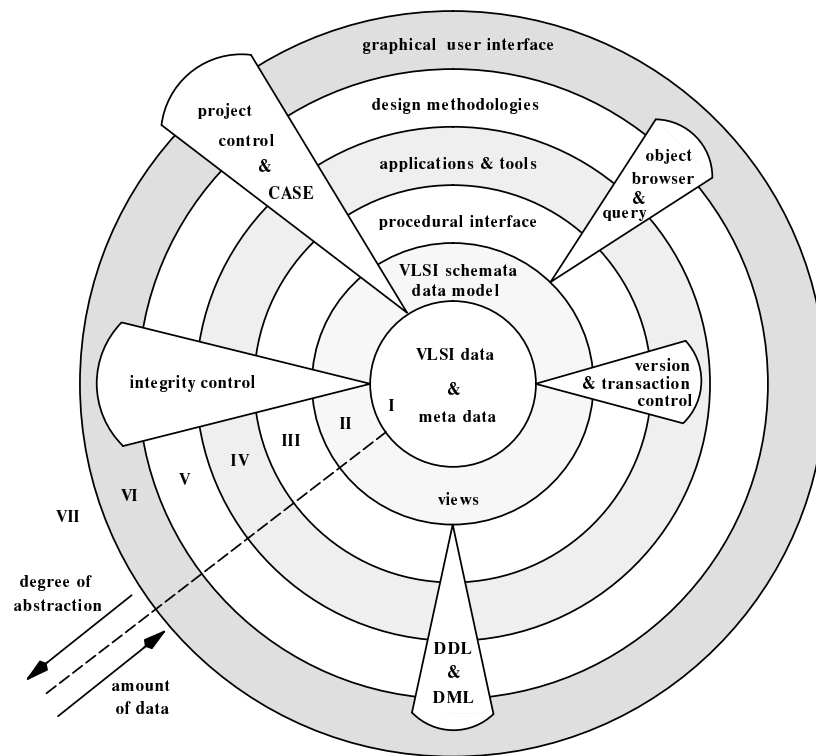 graphical user interface
project
control
&
CASE
design methodologies
applications & tools
object
browser
&
query
procedural interface
VLSI schemata
data model
VLSI data
&
meta data
integrity control
version
& transaction
control
I
II
III
IV
V
VI
VII
views
degree of
abstraction
amount
of data
DDL
&
DML